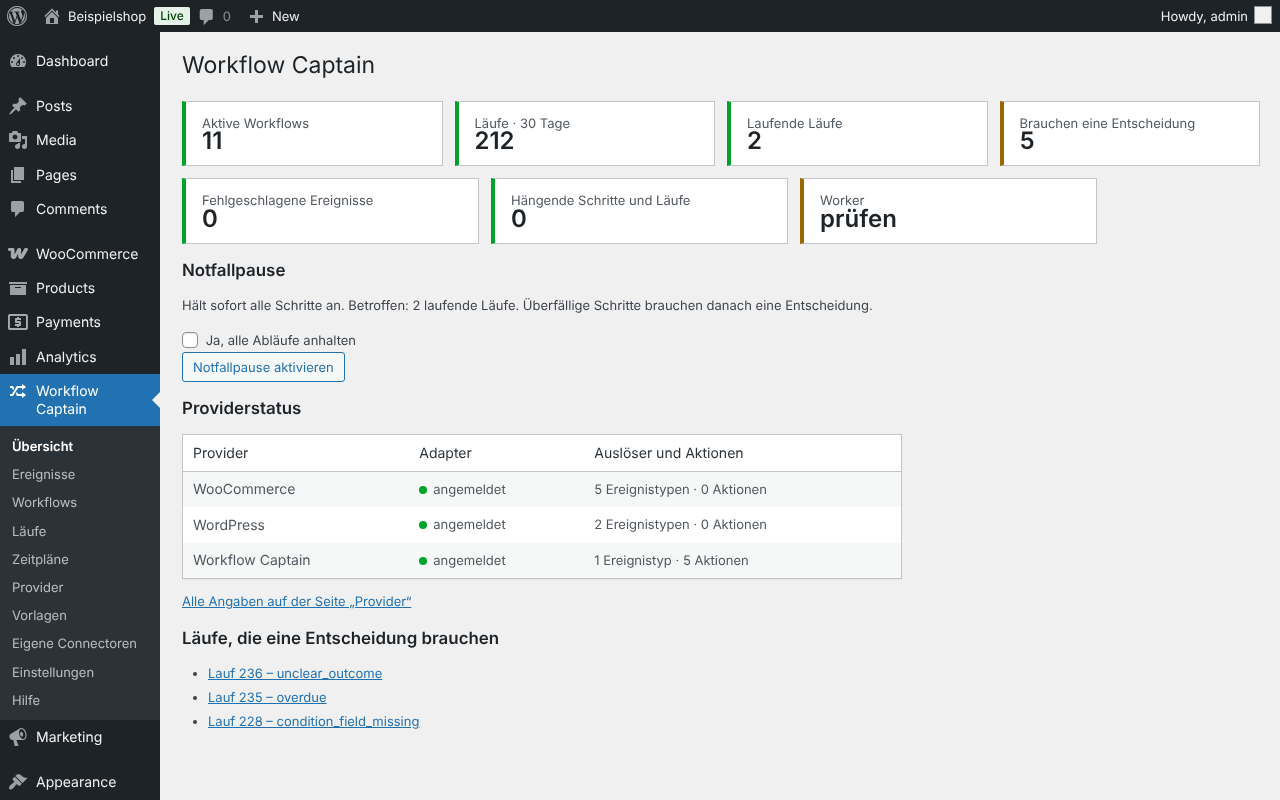 Beispielshop Live 0 New Howdy, admin
Dashboard
Posts
Media
Pages
Comments
WooCommerce
Products
Payments
Analytics
Workflow
Captain
Übersicht
Ereignisse
Workflows
Läufe
Zeitpläne
Provider
Vorlagen
Eigene Connectoren
Einstellungen
Hilfe
Marketing
Appearance
Workflow Captain
Aktive Workflows
11
Läufe · 30 Tage
212
Laufende Läufe
2
Brauchen eine Entscheidung
5
Fehlgeschlagene Ereignisse
0
Hängende Schritte und Läufe
0
Worker
prüfen
Notfallpause
Hält sofort alle Schritte an. Betroffen: 2 laufende Läufe. Überfällige Schritte brauchen danach eine Entscheidung.
Ja, alle Abläufe anhalten
Notfallpause aktivieren
Providerstatus
Provider Adapter Auslöser und Aktionen
WooCommerce angemeldet 5 Ereignistypen · 0 Aktionen
WordPress angemeldet 2 Ereignistypen · 0 Aktionen
Workflow Captain angemeldet 1 Ereignistyp · 5 Aktionen
Alle Angaben auf der Seite „Provider“
Läufe, die eine Entscheidung brauchen
Lauf 236 – unclear_outcome
Lauf 235 – overdue
Lauf 228 – condition_field_missing